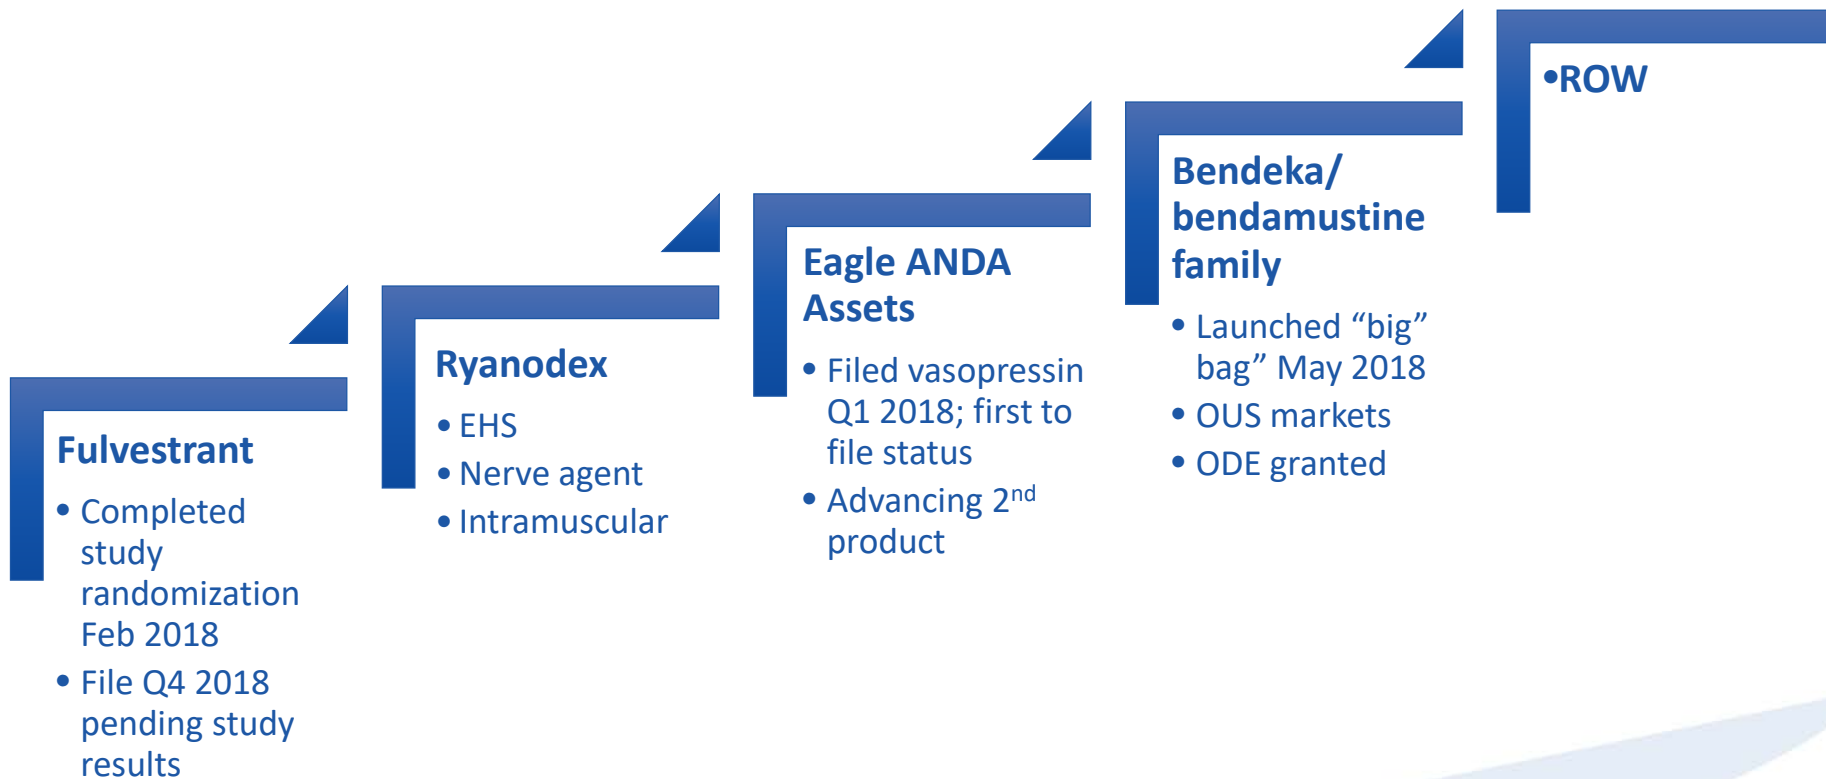 Fulvestrant
• Completed
study
randomization
Feb 2018
• File Q4 2018
pending study
results
Ryanodex
• EHS
• Nerve agent
• Intramuscular
Eagle ANDA
Assets
• Filed vasopressin
Q1 2018; first to
file status
• Advancing 2nd
product
Bendeka/
bendamustine
family
• Launched “big”
bag” May 2018
• OUS markets
• ODE granted
•ROW